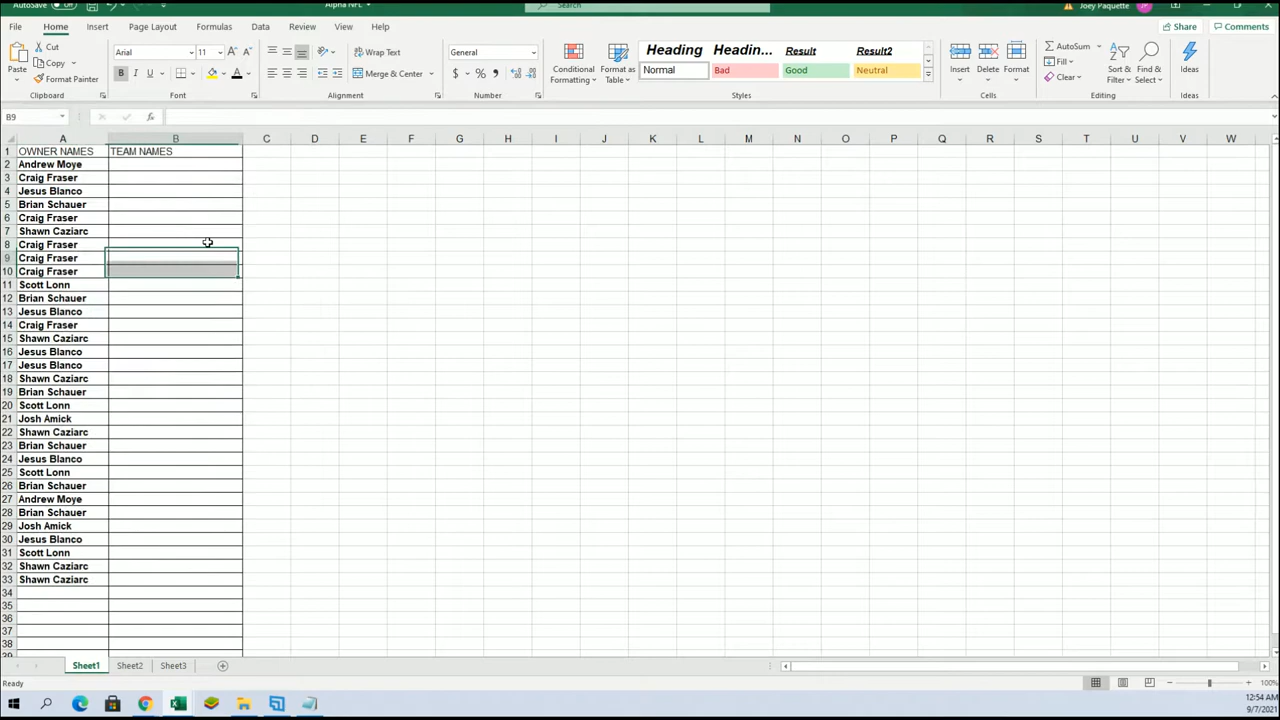 AutoSave
Alpha NFL
Search
Joey Paquette
JP
File Home Insert Page Layout Formulas Data Review View Help
Share Comments
Cut
Copy
Format Painter
Paste
Clipboard
Arial 11
B I U
Font
Wrap Text
Merge & Center
Alignment
General
$ % 9
Number
Conditional Formatting
Format as Table
Heading Headin... Result Result2
Normal Bad Good Neutral
Styles
Insert Delete Format
Cells
AutoSum
Fill
Clear
Sort & Filter
Find & Select
Editing
Ideas
Ideas
B9
fx
A B C D E F G H I J K L M N O P Q R S T U V W
1 OWNER NAMES TEAM NAMES
2 Andrew Moye
3 Craig Fraser
4 Jesus Blanco
5 Brian Schauer
6 Craig Fraser
7 Shawn Caziarc
8 Craig Fraser
9 Craig Fraser
10 Craig Fraser
11 Scott Lonn
12 Brian Schauer
13 Jesus Blanco
14 Craig Fraser
15 Shawn Caziarc
16 Jesus Blanco
17 Jesus Blanco
18 Shawn Caziarc
19 Brian Schauer
20 Scott Lonn
21 Josh Amick
22 Shawn Caziarc
23 Brian Schauer
24 Jesus Blanco
25 Scott Lonn
26 Brian Schauer
27 Andrew Moye
28 Brian Schauer
29 Josh Amick
30 Jesus Blanco
31 Scott Lonn
32 Shawn Caziarc
33 Shawn Caziarc
34
35
36
37
38
39
Sheet1 Sheet2 Sheet3
Ready
100%
12:54 AM
9/7/2021